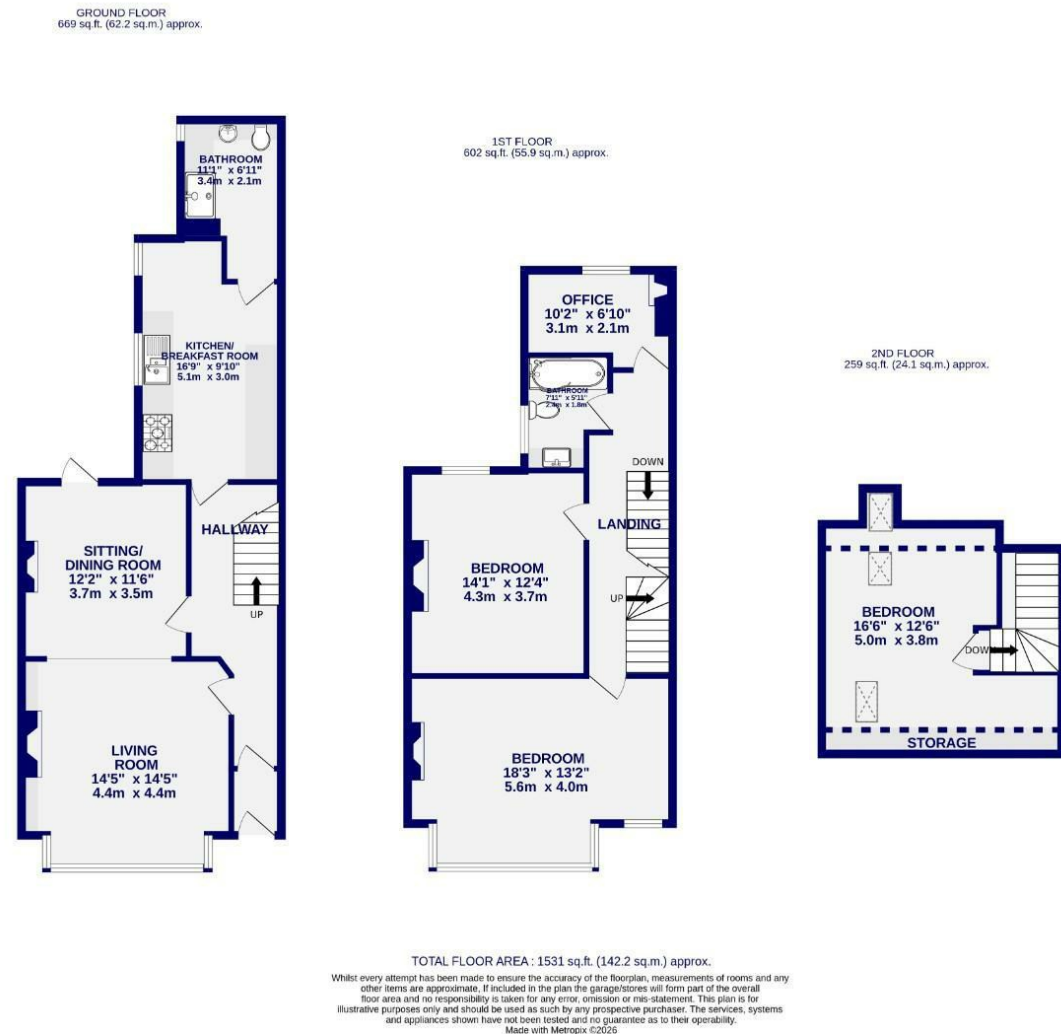 GROUND FLOOR
669 sq.ft. (62.2 sq.m.) approx.
BATHROOM
11'1" x 6'11"
3.4m x 2.1m
KITCHEN/
BREAKFAST ROOM
16'9" x 9'10"
5.1m x 3.0m
HALLWAY
UP
SITTING/
DINING ROOM
12'2" x 11'6"
3.7m x 3.5m
LIVING
ROOM
14'5" x 14'5"
4.4m x 4.4m
1ST FLOOR
602 sq.ft. (55.9 sq.m.) approx.
OFFICE
10'2" x 6'10"
3.1m x 2.1m
BATHROOM
7'11" x 5'11"
2.4m x 1.8m
DOWN
LANDING
UP
BEDROOM
14'1" x 12'4"
4.3m x 3.7m
BEDROOM
18'3" x 13'2"
5.6m x 4.0m
2ND FLOOR
259 sq.ft. (24.1 sq.m.) approx.
BEDROOM
16'6" x 12'6"
5.0m x 3.8m
DOWN
STORAGE
TOTAL FLOOR AREA : 1531 sq.ft. (142.2 sq.m.) approx.
Whilst every attempt has been made to ensure the accuracy of the floorplan, measurements of rooms and any
other items are approximate, If included in the plan the garage/stores will form part of the overall
floor area and no responsibility is taken for any error, omission or mis-statement. This plan is for
illustrative purposes only and should be used as such by any prospective purchaser. The services, systems
and appliances shown have not been tested and no guarantee as to their operability.
Made with Metropix ©2026